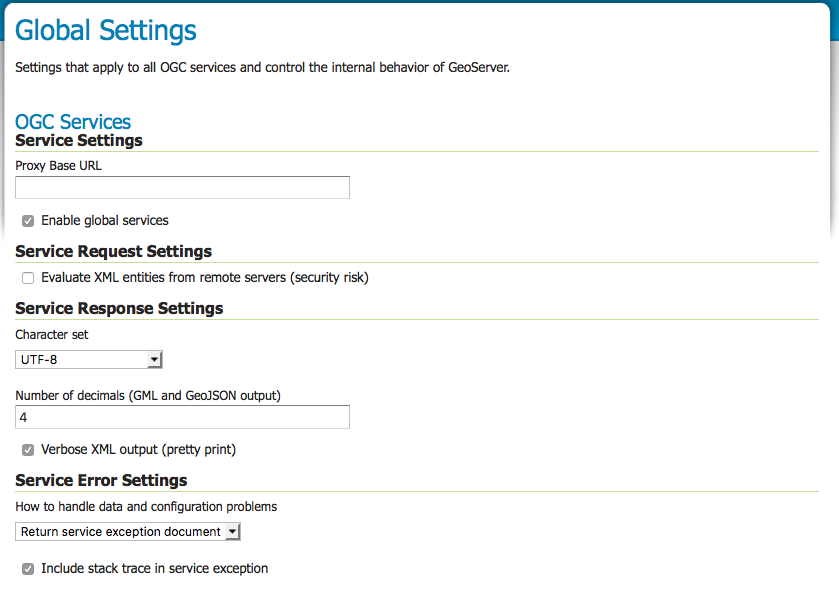 Global Settings
Settings that apply to all OGC services and control the internal behavior of GeoServer.
OGC Services
Service Settings
Proxy Base URL
Enable global services
Service Request Settings
Evaluate XML entities from remote servers (security risk)
Service Response Settings
Character set
UTF-8
Number of decimals (GML and GeoJSON output)
4
Verbose XML output (pretty print)
Service Error Settings
How to handle data and configuration problems
Return service exception document
Include stack trace in service exception